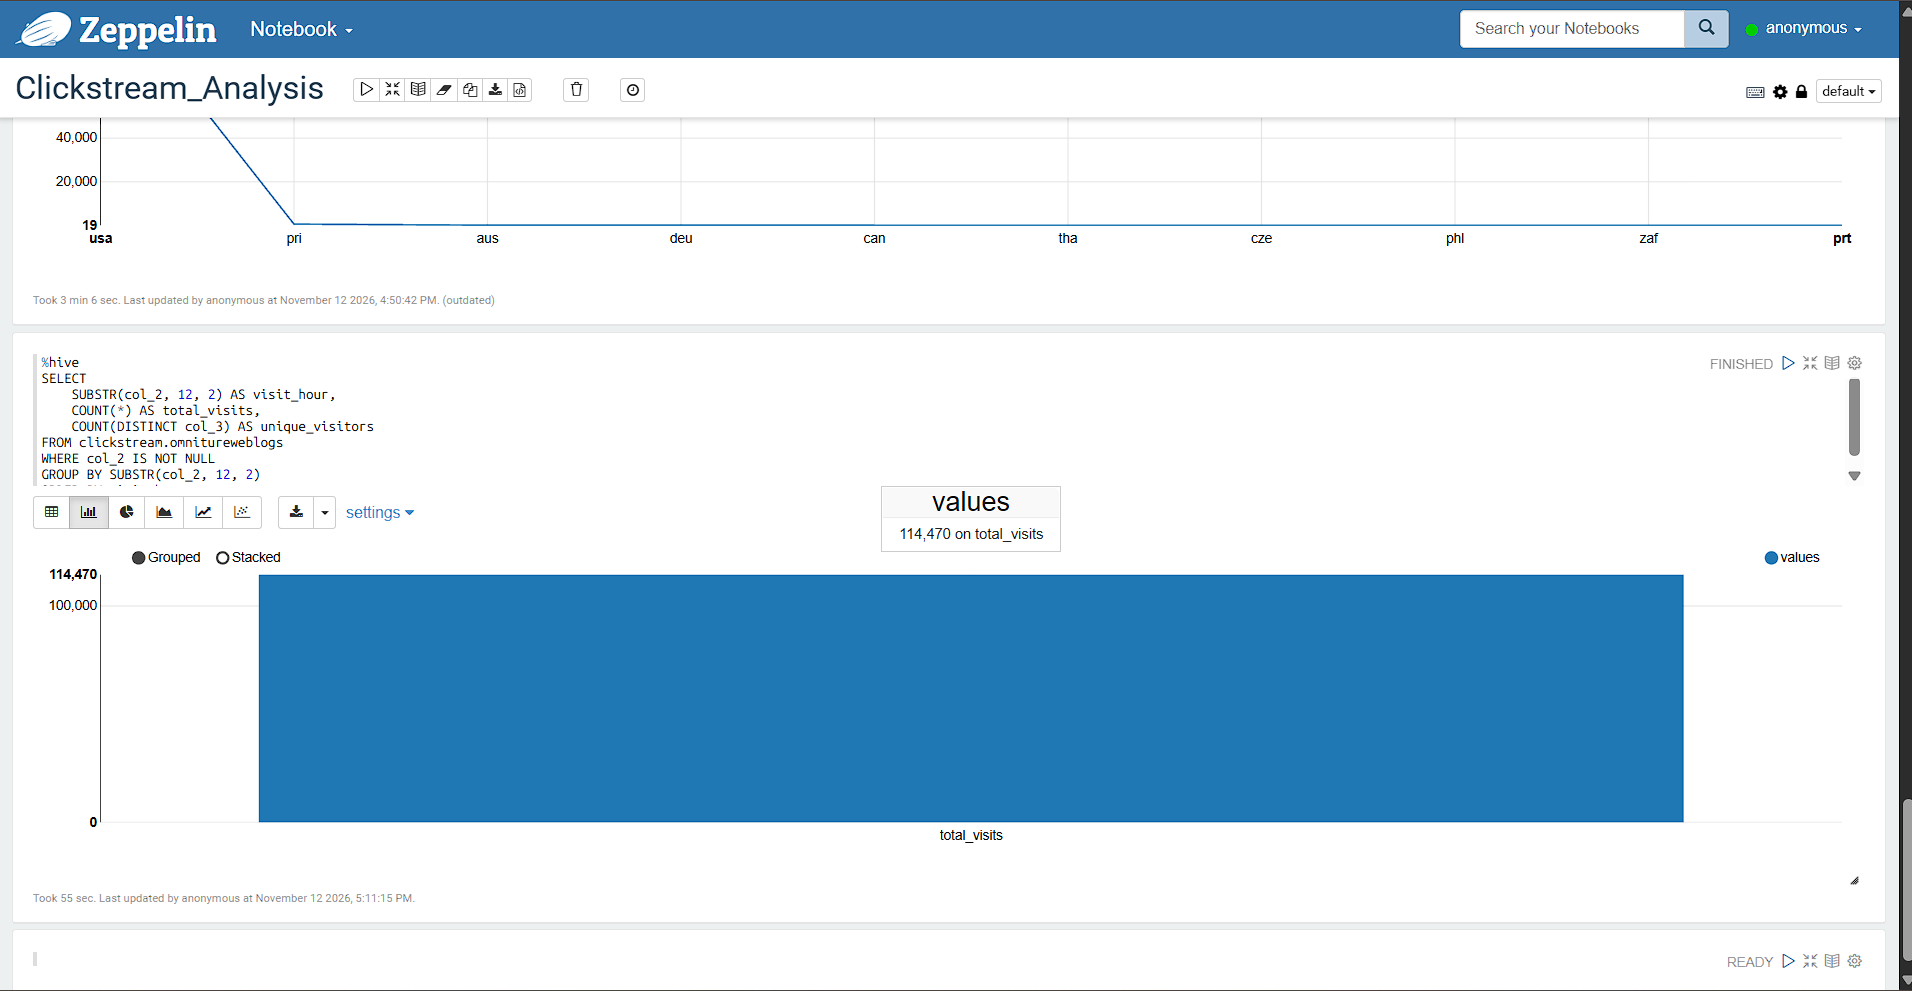 Zeppelin Notebook Search your Notebooks anonymous
Clickstream_Analysis default
40,000
20,000
19
usa pri aus deu can tha cze phl zaf prt
Took 3 min 6 sec. Last updated by anonymous at November 12 2026, 4:50:42 PM. (outdated)
FINISHED
%hive
SELECT
SUBSTR(col_2, 12, 2) AS visit_hour,
COUNT(*) AS total_visits,
COUNT(DISTINCT col_3) AS unique_visitors
FROM clickstream.omnitureweblogs
WHERE col_2 IS NOT NULL
GROUP BY SUBSTR(col_2, 12, 2)
settings
values
114,470 on total_visits
Grouped Stacked values
114,470
100,000
0
total_visits
Took 55 sec. Last updated by anonymous at November 12 2026, 5:11:15 PM.
READY